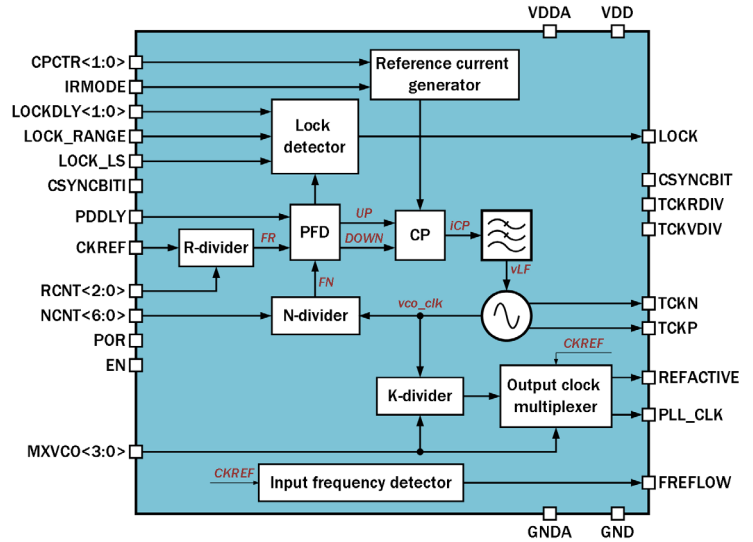 VDDA
VDD
CPCTR<1:0>
IRMODE
LOCKDLY<1:0>
LOCK_RANGE
LOCK_LS
CSYNCBITI
PDDLY
CKREF
RCNT<2:0>
NCNT<6:0>
POR
EN
MXVCO<3:0>
Reference current
generator
Lock
detector
PFD
UP
DOWN
CP
iCP
vLF
R-divider
FR
FN
N-divider
vco_clk
K-divider
CKREF
Output clock
multiplexer
CKREF
Input frequency detector
LOCK
CSYNCBIT
TCKRDIV
TCKVDIV
TCKN
TCKP
REFACTIVE
PLL_CLK
FREFLOW
GNDA
GND